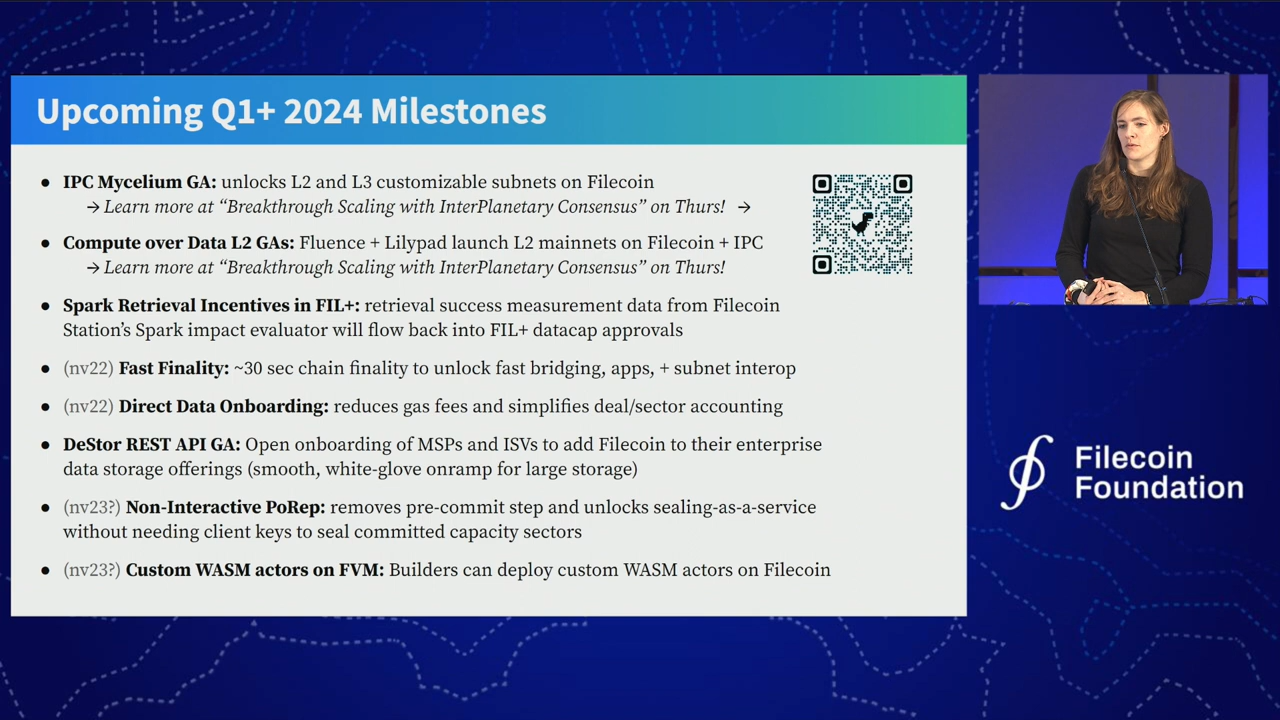 Upcoming Q1+ 2024 Milestones
● IPC Mycelium GA: unlocks L2 and L3 customizable subnets on Filecoin
→ Learn more at “Breakthrough Scaling with InterPlanetary Consensus” on Thurs! →
● Compute over Data L2 GAs: Fluence + Lilypad launch L2 mainnets on Filecoin + IPC
→ Learn more at “Breakthrough Scaling with InterPlanetary Consensus” on Thurs!
● Spark Retrieval Incentives in FIL+: retrieval success measurement data from Filecoin
Station’s Spark impact evaluator will flow back into FIL+ datacap approvals
● (nv22) Fast Finality: ~30 sec chain finality to unlock fast bridging, apps, + subnet interop
● (nv22) Direct Data Onboarding: reduces gas fees and simplifies deal/sector accounting
● DeStor REST API GA: Open onboarding of MSPs and ISVs to add Filecoin to their enterprise
data storage offerings (smooth, white-glove onramp for large storage)
● (nv23?) Non-Interactive PoRep: removes pre-commit step and unlocks sealing-as-a-service
without needing client keys to seal committed capacity sectors
● (nv23?) Custom WASM actors on FVM: Builders can deploy custom WASM actors on Filecoin
Filecoin
Foundation